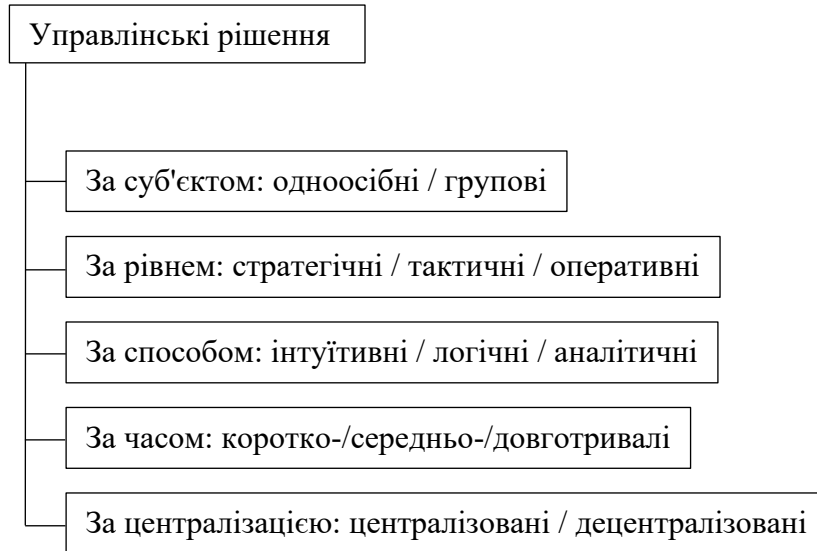 Управлінські рішення
За суб'єктом: одноосібні / групові
За рівнем: стратегічні / тактичні / оперативні
За способом: інтуїтивні / логічні / аналітичні
За часом: коротко-/середньо-/довготривалі
За централізацією: централізовані / децентралізовані